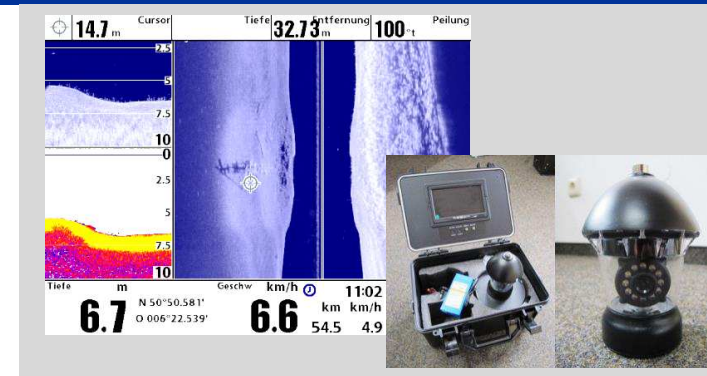 Cursor Tiefe Entfernung Peilung
14.7 m 32.73 m 100 °t
2.5
5
7.5
10
0
2.5
5
7.5
10
Tiefe m Geschw km/h 11:02
6.7 N 50°50.581' 6.6 km km/h
O 006°22.539' 54.5 4.9